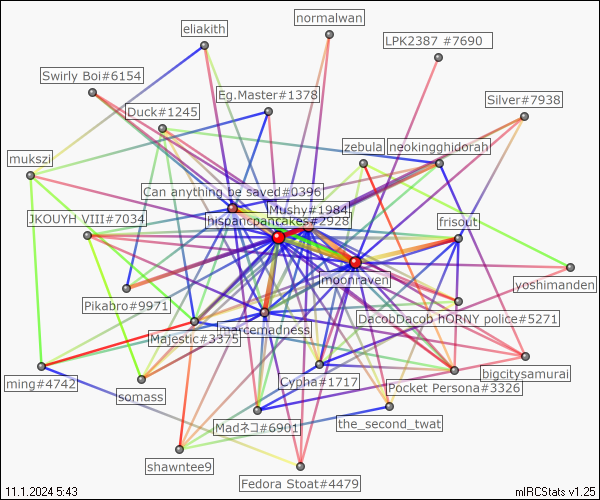 normalwan
eliakith
LPK2387 #7690
Swirly Boi#6154
Eg.Master#1378
Silver#7938
Duck#1245
zebula
neokingghidorah
mukszi
Can anything be saved#0396
Mushy#1984
JKOUYH VIII#7034
hispancpancakes#2928
frisout
moonraven
yoshimanden
Pikabro#9971
DacobDacob hORNY police#5271
marcemadness
Majestic#3375
bigcitysamurai
ming#4742
Cypha#1717
Pocket Persona#3326
somass
Madネコ#6901
the_second_twat
shawntee9
Fedora Stoat#4479
11.1.2024 5:43
mIRCStats v1.25